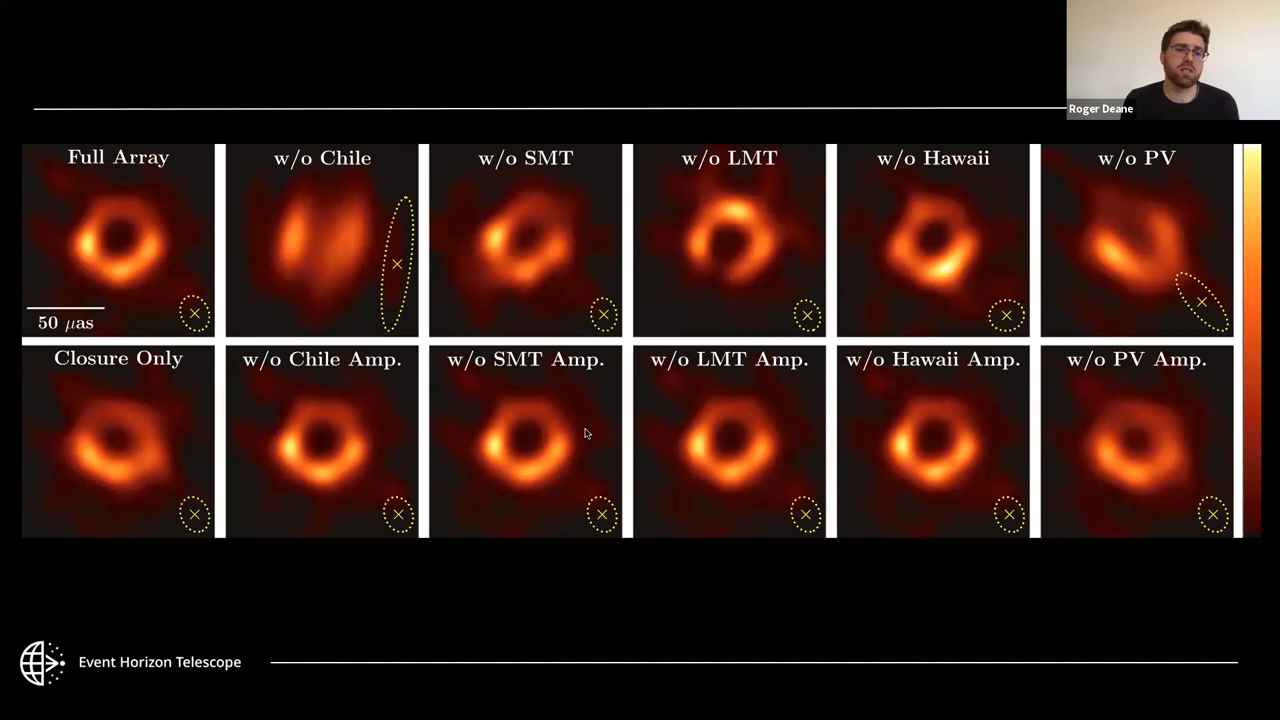 Roger Deane
Full Array
w/o Chile
w/o SMT
w/o LMT
w/o Hawaii
w/o PV
50 μas
Closure Only
w/o Chile Amp.
w/o SMT Amp.
w/o LMT Amp.
w/o Hawaii Amp.
w/o PV Amp.
Event Horizon Telescope